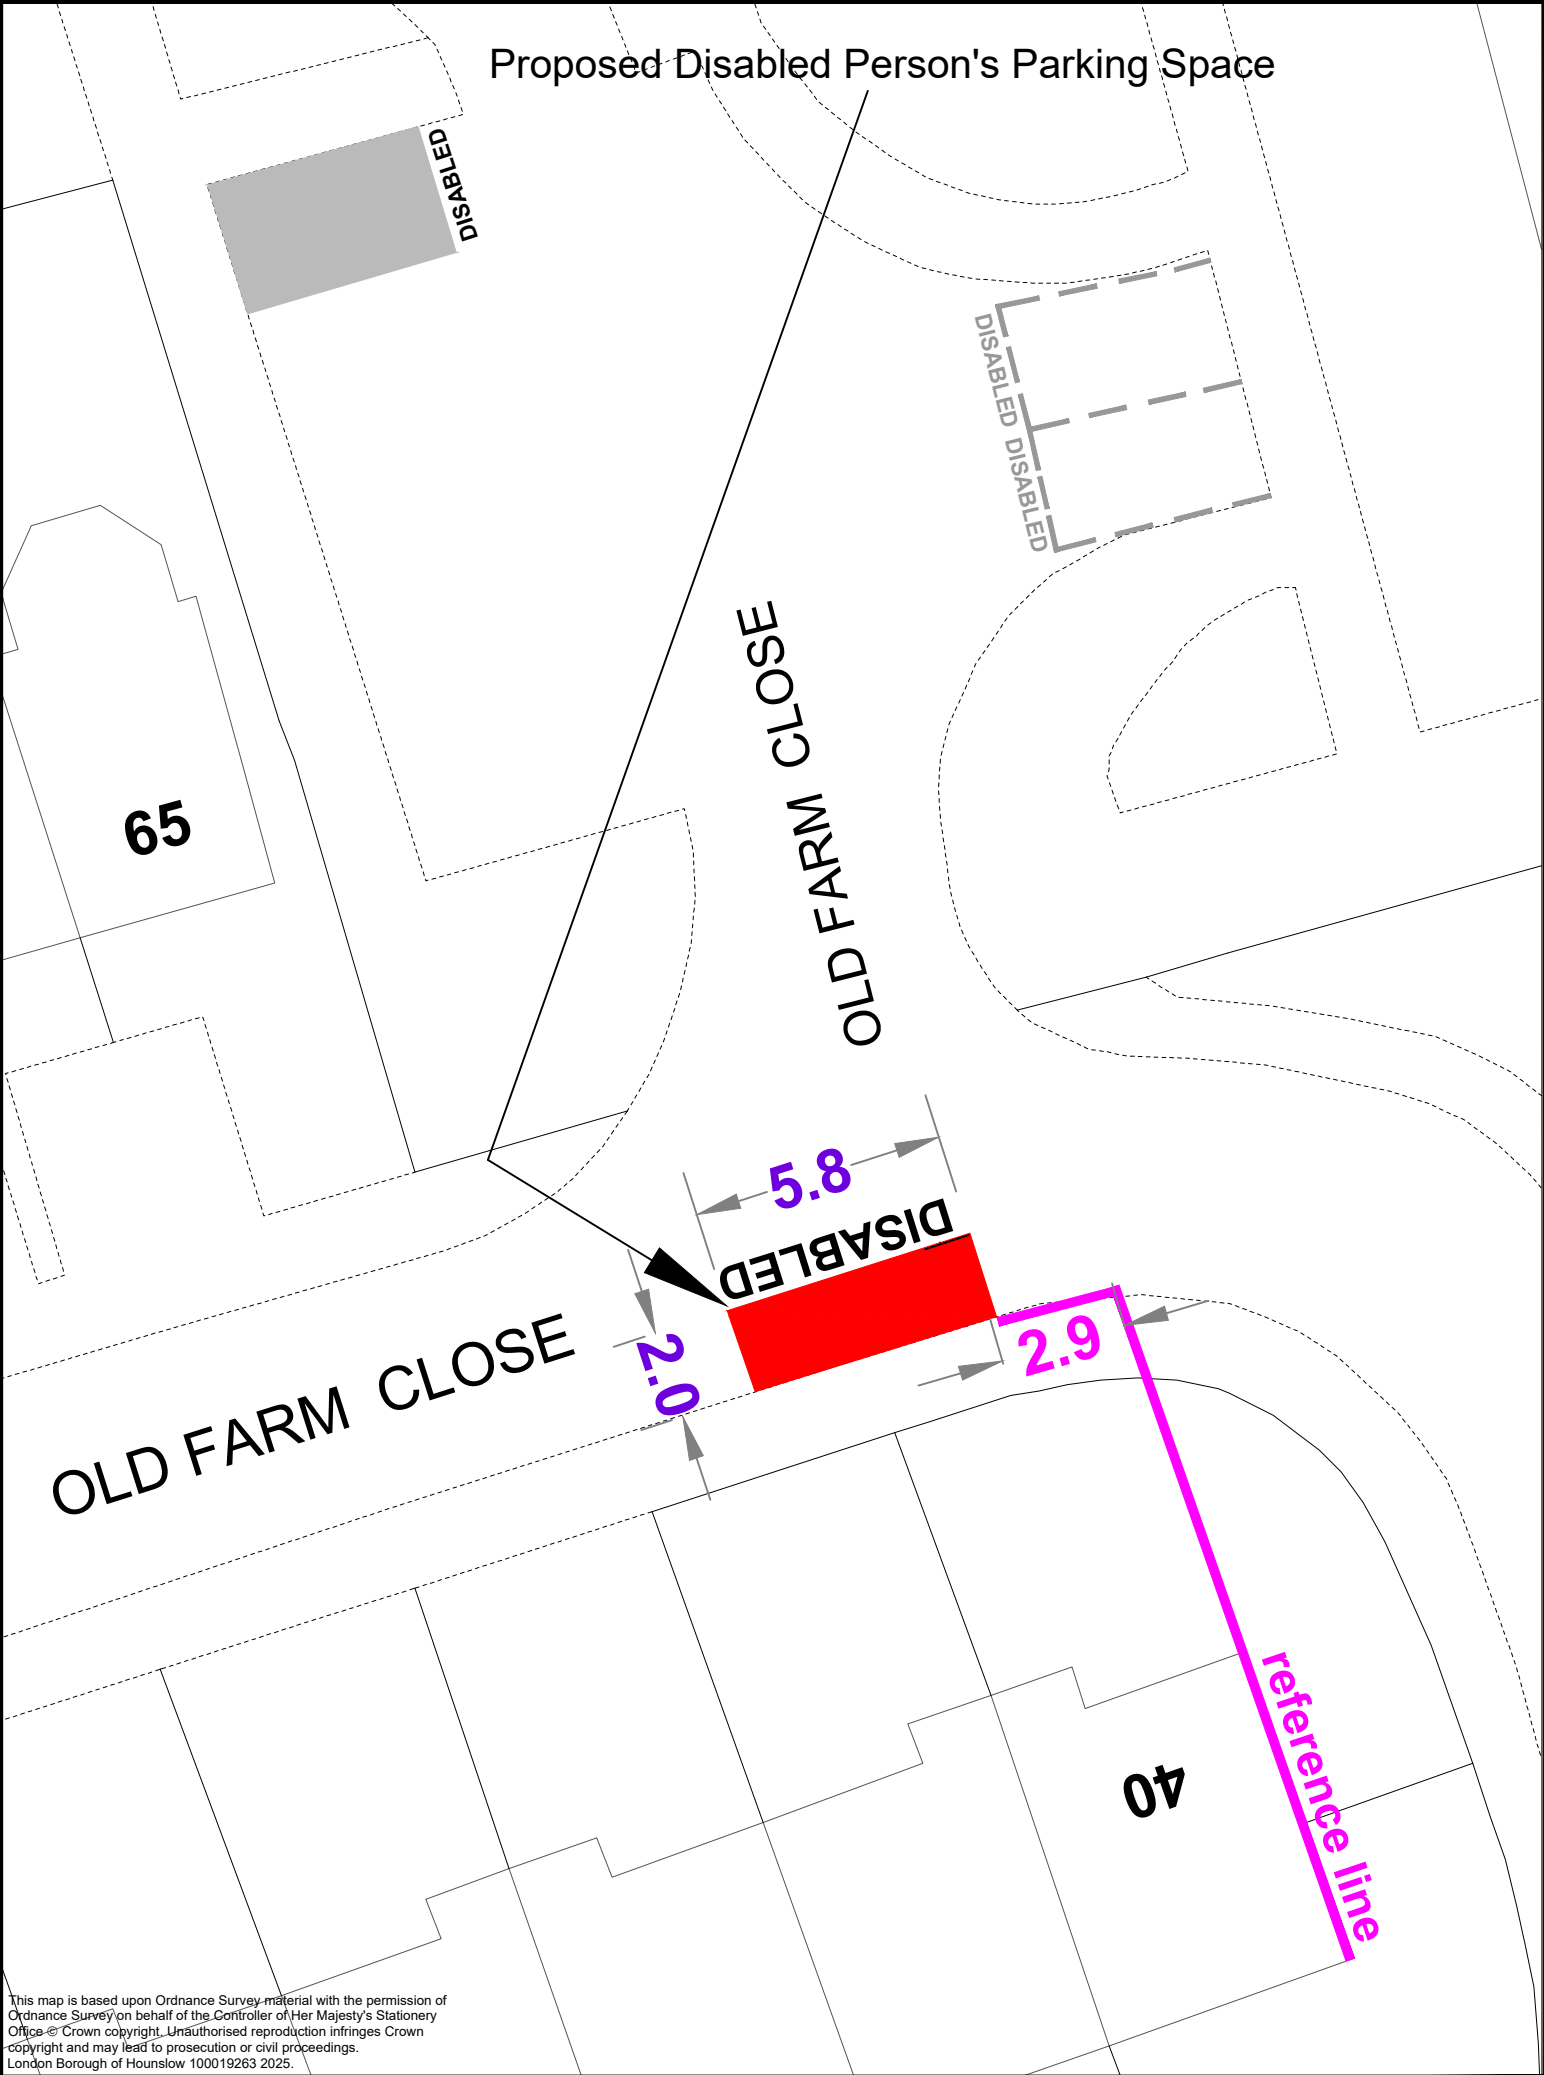 Proposed Disabled Person's Parking Space
DISABLED
DISABLED
DISABLED
OLD FARM CLOSE
65
5.8
DISABLED
2.0
2.9
OLD FARM CLOSE
reference line
40
This map is based upon Ordnance Survey material with the permission of
Ordnance Survey on behalf of the Controller of Her Majesty's Stationery
Office © Crown copyright. Unauthorised reproduction infringes Crown
copyright and may lead to prosecution or civil proceedings.
London Borough of Hounslow 100019263 2025.